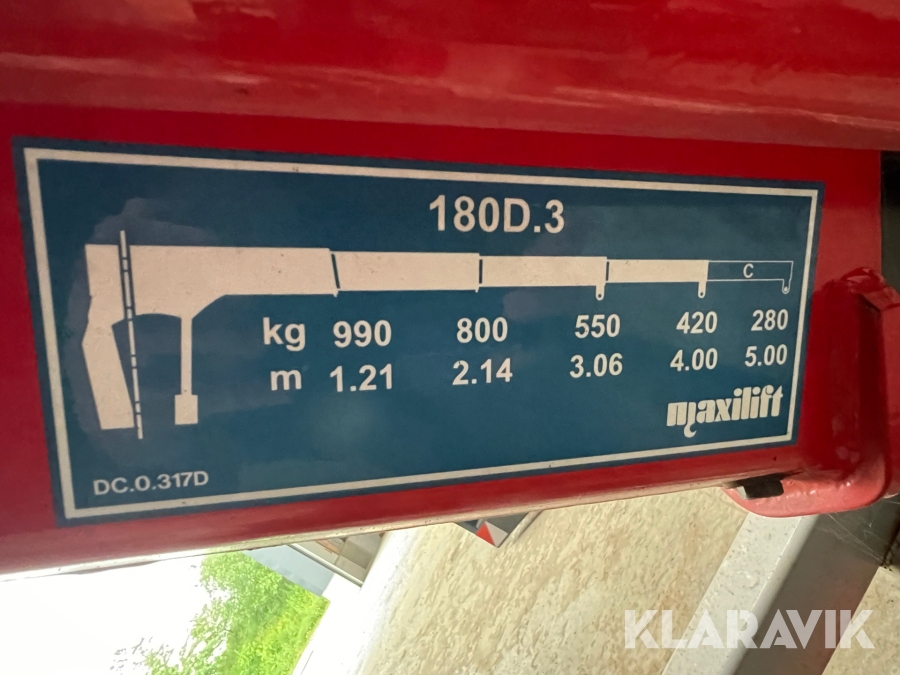 180D.3
C
kg 990 800 550 420 280
m 1.21 2.14 3.06 4.00 5.00
maxilift
DC.0.317D
KLARAVIK